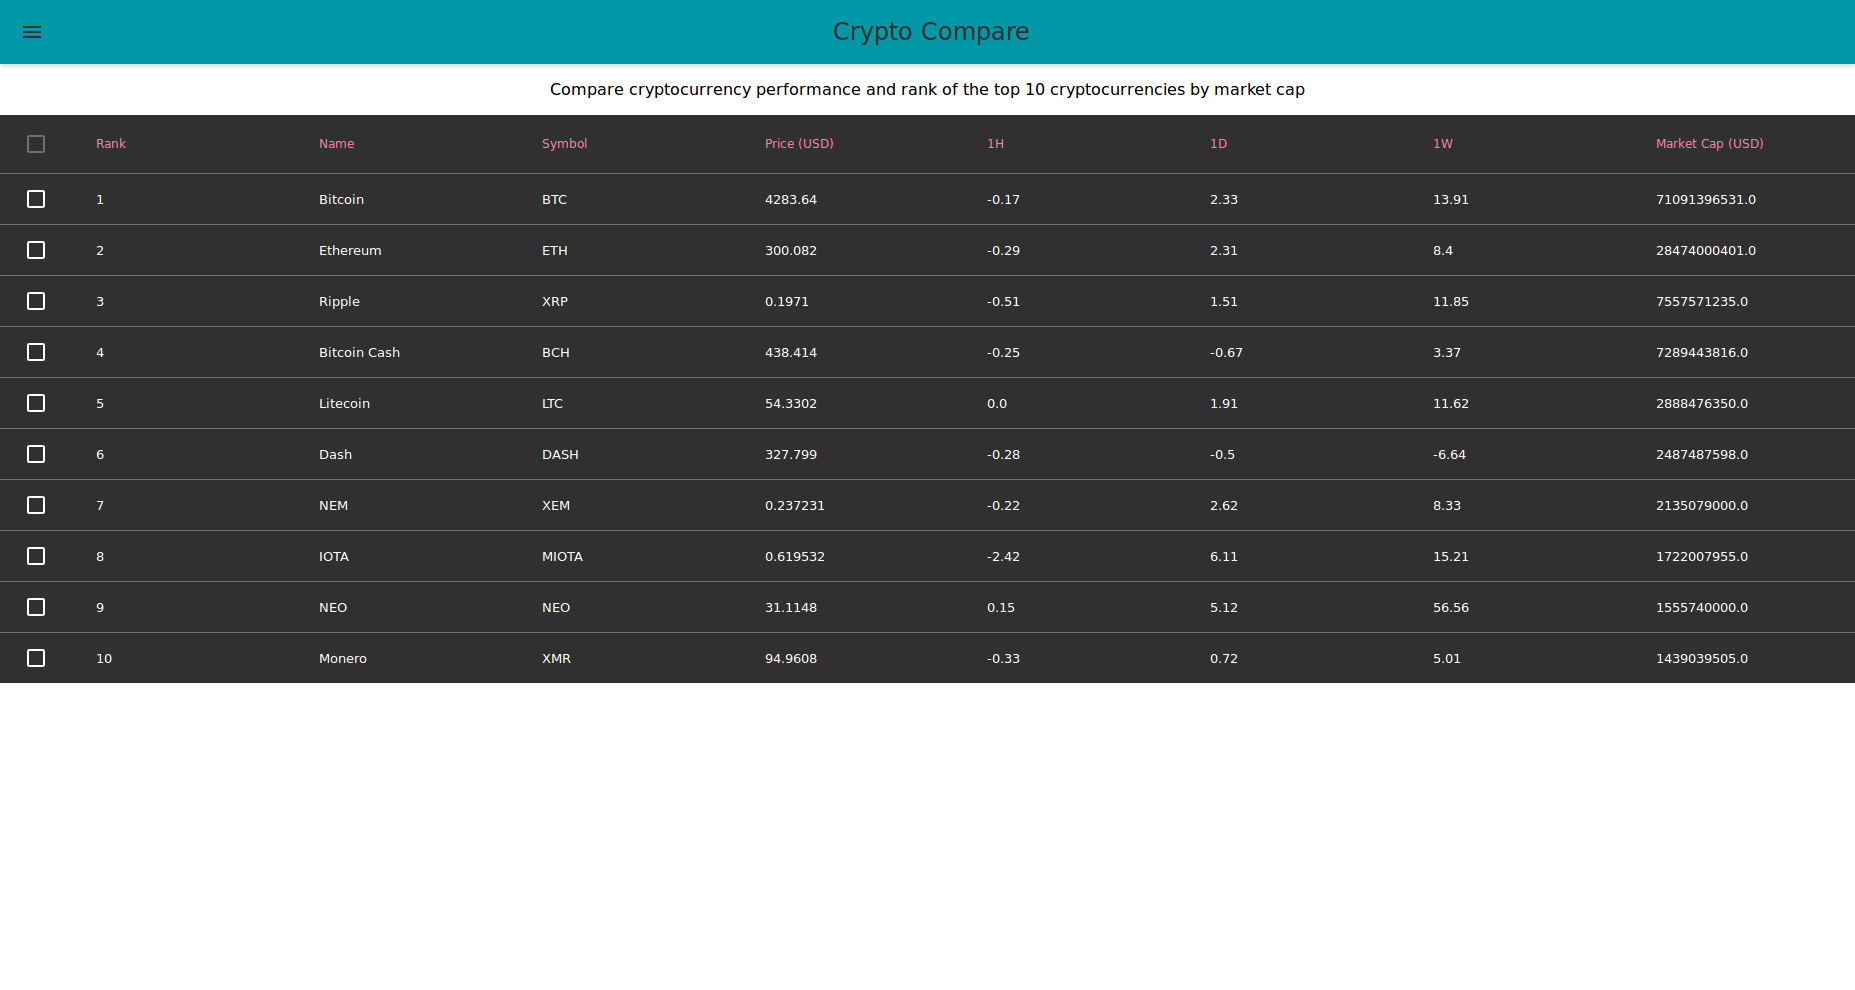 Crypto Compare
Compare cryptocurrency performance and rank of the top 10 cryptocurrencies by market cap
Rank Name Symbol Price (USD) 1H 1D 1W Market Cap (USD)
1 Bitcoin BTC 4283.64 -0.17 2.33 13.91 71091396531.0
2 Ethereum ETH 300.082 -0.29 2.31 8.4 28474000401.0
3 Ripple XRP 0.1971 -0.51 1.51 11.85 7557571235.0
4 Bitcoin Cash BCH 438.414 -0.25 -0.67 3.37 7289443816.0
5 Litecoin LTC 54.3302 0.0 1.91 11.62 2888476350.0
6 Dash DASH 327.799 -0.28 -0.5 -6.64 2487487598.0
7 NEM XEM 0.237231 -0.22 2.62 8.33 2135079000.0
8 IOTA MIOTA 0.619532 -2.42 6.11 15.21 1722007955.0
9 NEO NEO 31.1148 0.15 5.12 56.56 1555740000.0
10 Monero XMR 94.9608 -0.33 0.72 5.01 1439039505.0